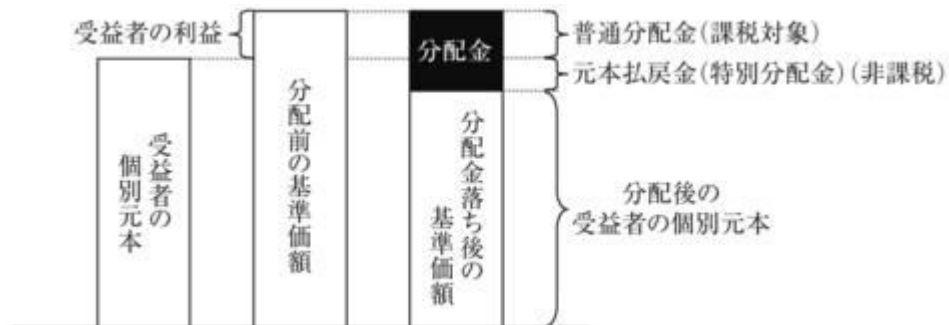 受益者の利益
受益者の
個別元本
分配前の基準価額
分配金
分配金落ち後の
基準価額
普通分配金(課税対象)
元本払戻金(特別分配金)(非課税)
分配後の
受益者の個別元本